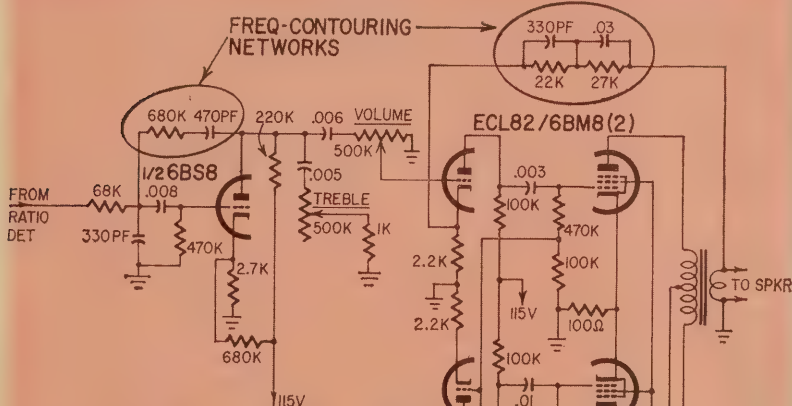 FREQ-CONTOURING
NETWORKS
330PF .03
22K 27K
680K 470PF
220K
.006
VOLUME
500K
ECL82/6BM8(2)
1/2 6BS8
.005
.003
FROM
RATIO
DET
68K
.008
TREBLE
500K
1K
100K
470K
330PF
470K
2.7K
2.2K
100K
TO SPKR
115V
100Ω
2.2K
680K
100K
.01
115V